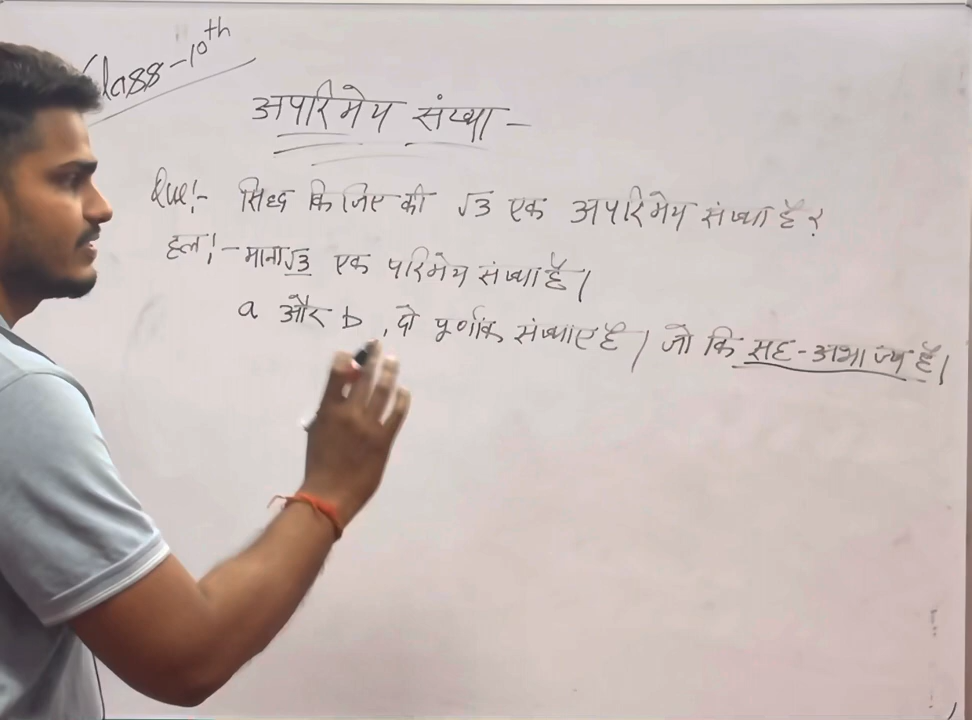 Class-10th
अपरिमेय संख्या -
Que!- सिध्द किजिए की √3 एक अपरिमेय संख्या है?
हल!- माना √3 एक परिमेय संख्या है।
a और b, दो पूर्णांक संख्याए है। जो कि सह-अभाज्य है।